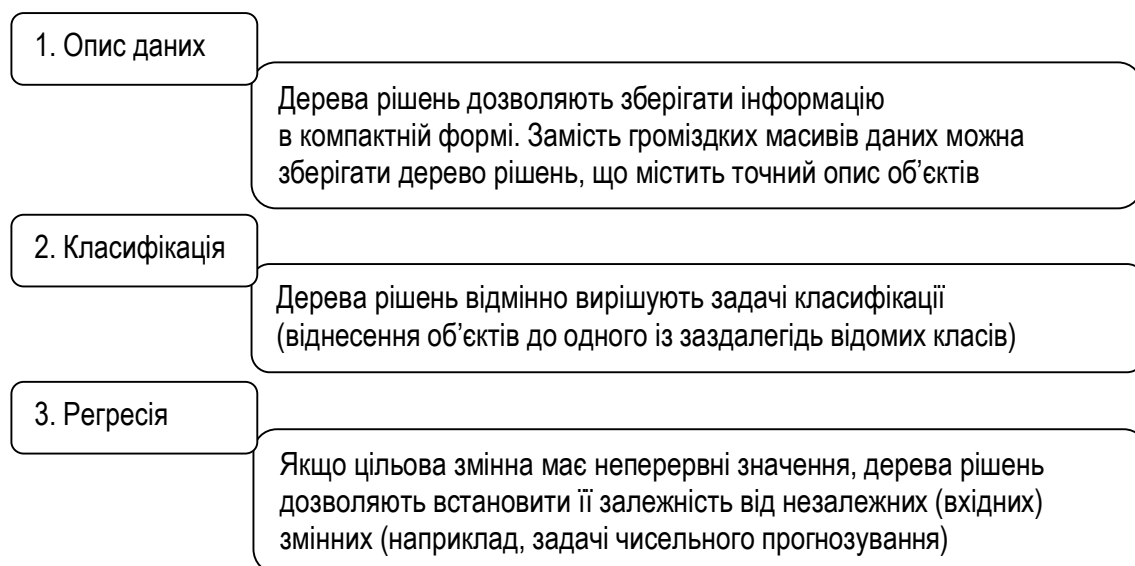 1. Опис даних
Дерева рішень дозволяють зберігати інформацію
в компактній формі. Замість громіздких масивів даних можна
зберігати дерево рішень, що містить точний опис об’єктів
2. Класифікація
Дерева рішень відмінно вирішують задачі класифікації
(віднесення об’єктів до одного із заздалегідь відомих класів)
3. Регресія
Якщо цільова змінна має неперервні значення, дерева рішень
дозволяють встановити її залежність від незалежних (вхідних)
змінних (наприклад, задачі чисельного прогнозування)